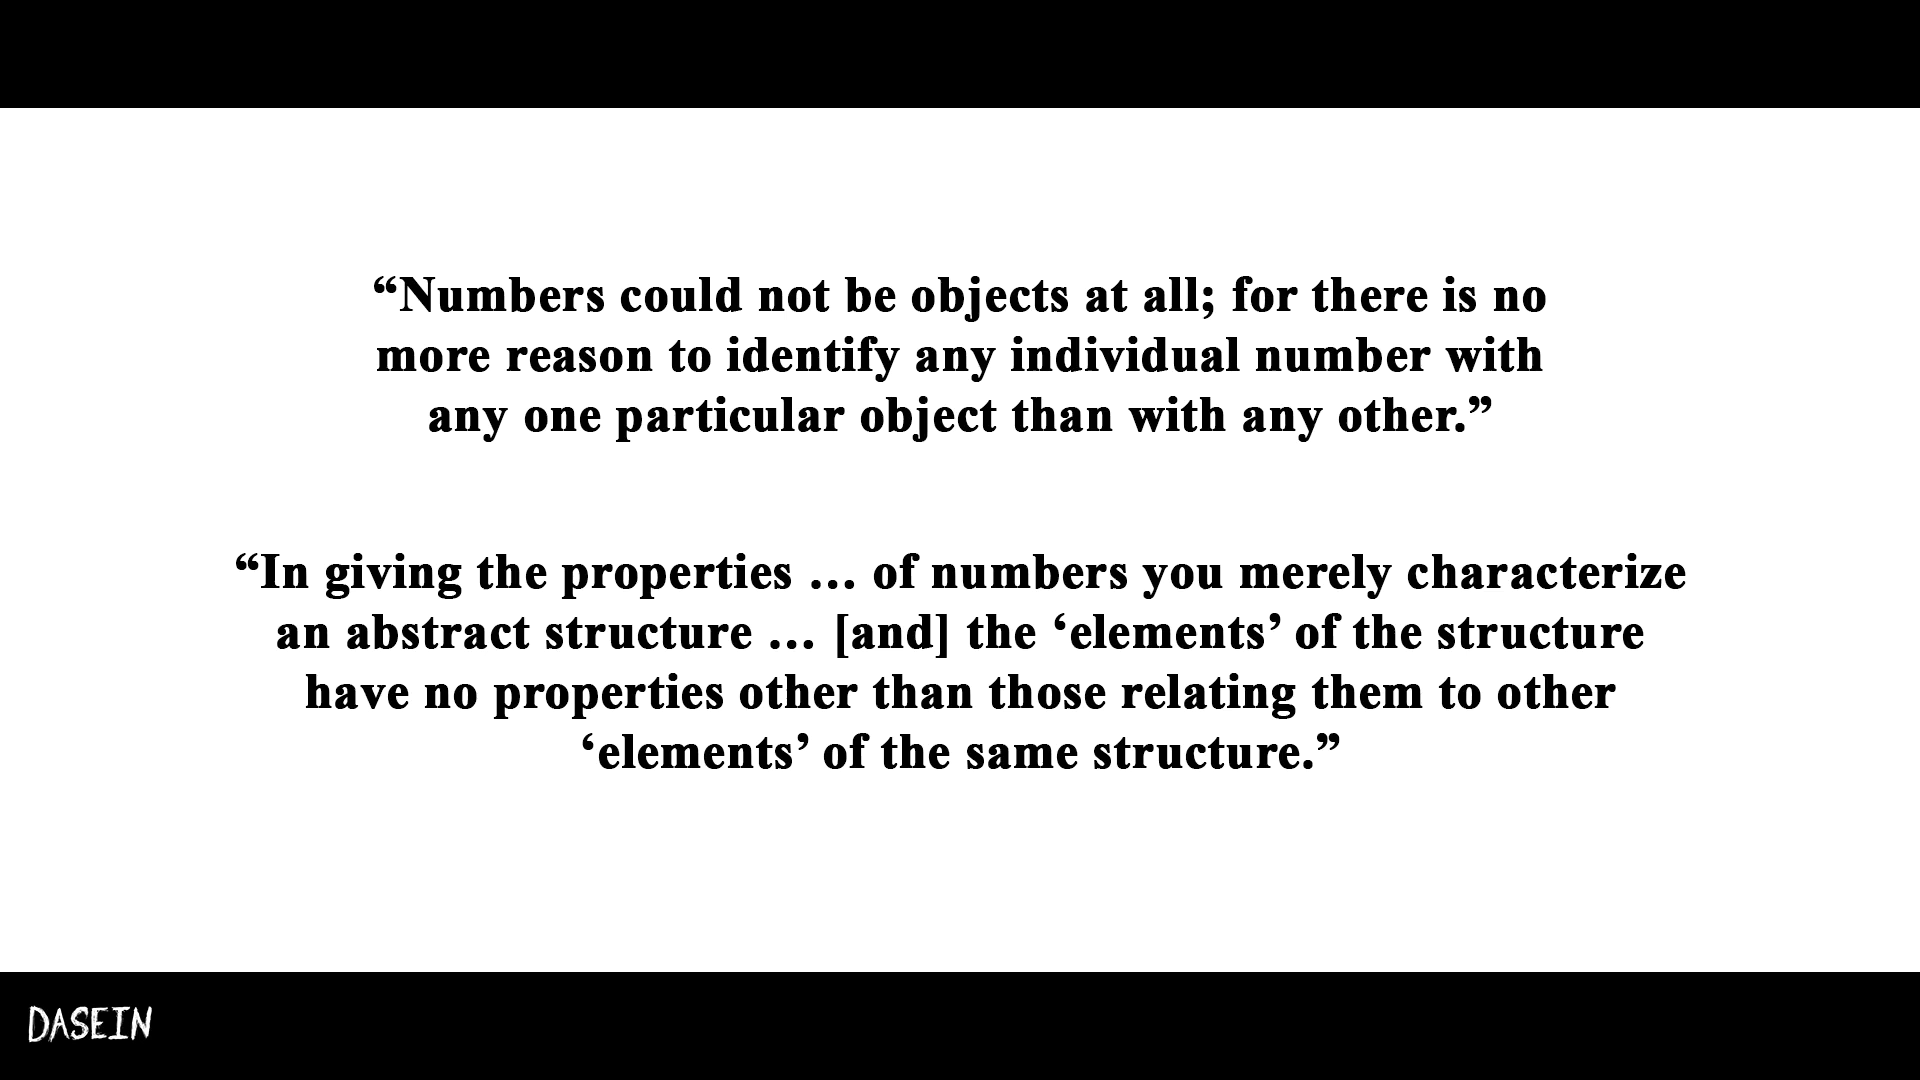 “Numbers could not be objects at all; for there is no
more reason to identify any individual number with
any one particular object than with any other.”
“In giving the properties … of numbers you merely characterize
an abstract structure … [and] the ‘elements’ of the structure
have no properties other than those relating them to other
‘elements’ of the same structure.”
DASEIN